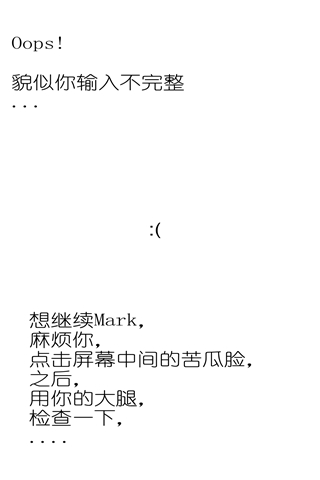 Oops!
貌似你输入不完整
...
:(
想继续Mark,
麻烦你,
点击屏幕中间的苦瓜脸,
之后,
用你的大腿,
检查一下,
....